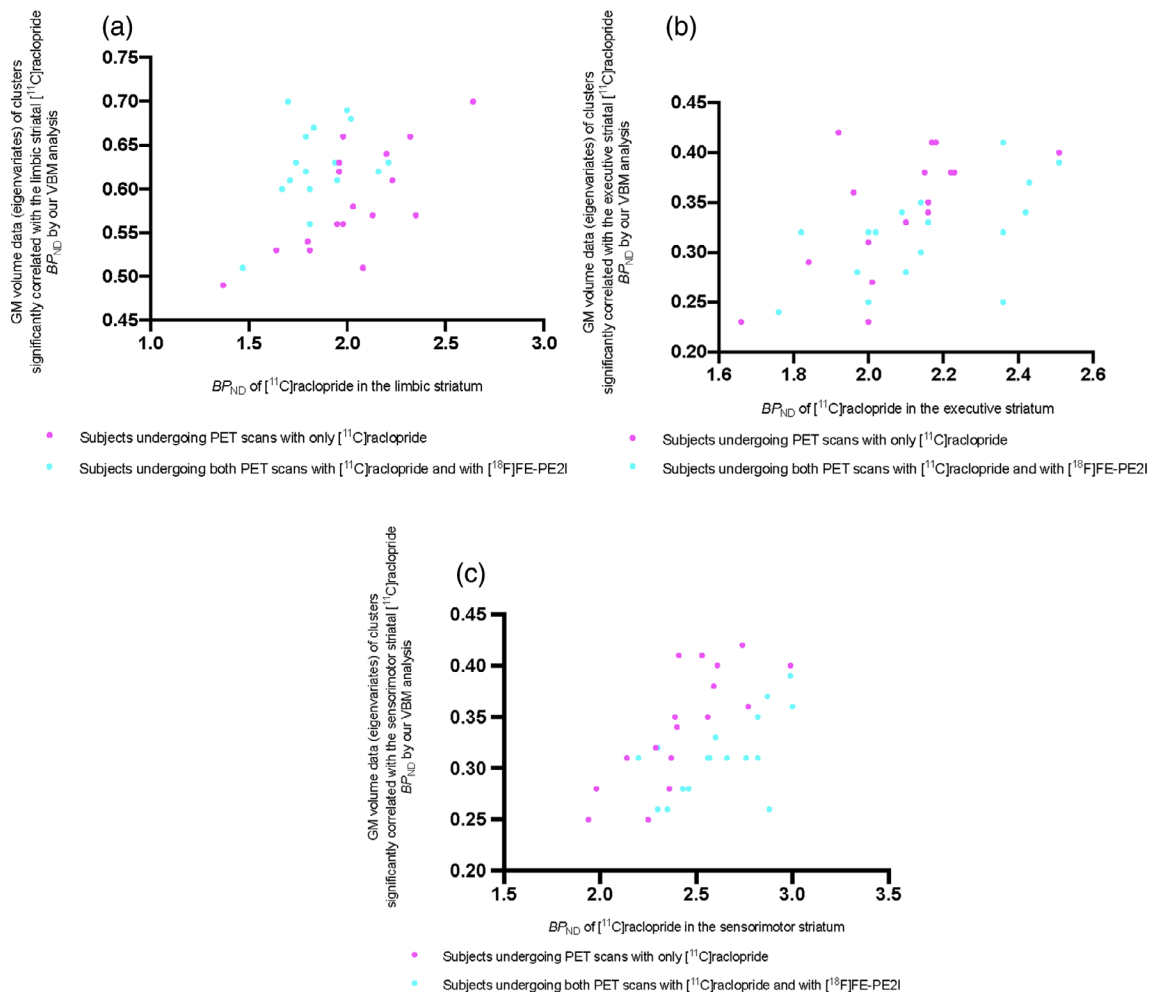 (a)
GM volume data (eigenvariates) of clusters
significantly correlated with the limbic striatal [¹¹C]raclopride
BP_ND by our VBM analysis
0.75
0.70
0.65
0.60
0.55
0.50
0.45
1.0 1.5 2.0 2.5 3.0
BP_ND of [¹¹C]raclopride in the limbic striatum
Subjects undergoing PET scans with only [¹¹C]raclopride
Subjects undergoing both PET scans with [¹¹C]raclopride and with [¹⁸F]FE-PE2I
(b)
GM volume data (eigenvariates) of clusters
significantly correlated with the executive striatal [¹¹C]raclopride
BP_ND by our VBM analysis
0.45
0.40
0.35
0.30
0.25
0.20
1.6 1.8 2.0 2.2 2.4 2.6
BP_ND of [¹¹C]raclopride in the executive striatum
Subjects undergoing PET scans with only [¹¹C]raclopride
Subjects undergoing both PET scans with [¹¹C]raclopride and with [¹⁸F]FE-PE2I
(c)
GM volume data (eigenvariates) of clusters
significantly correlated with the sensorimotor striatal [¹¹C]raclopride
BP_ND by our VBM analysis
0.45
0.40
0.35
0.30
0.25
0.20
1.5 2.0 2.5 3.0 3.5
BP_ND of [¹¹C]raclopride in the sensorimotor striatum
Subjects undergoing PET scans with only [¹¹C]raclopride
Subjects undergoing both PET scans with [¹¹C]raclopride and with [¹⁸F]FE-PE2I